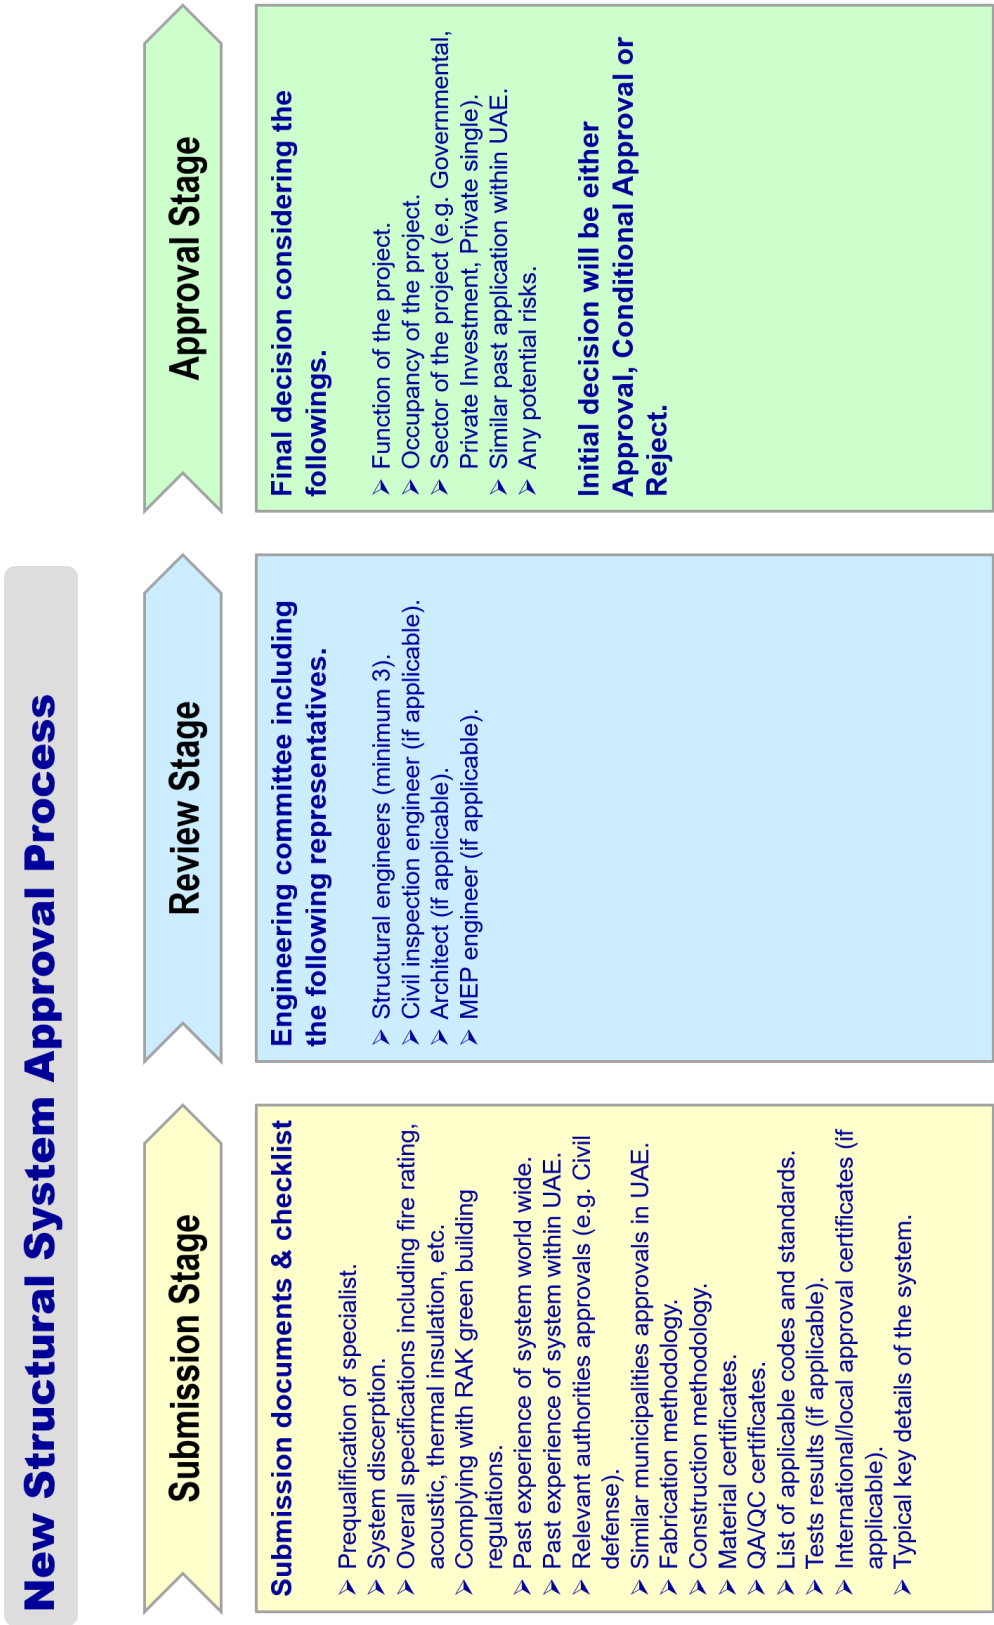 New Structural System Approval Process
Submission Stage
Submission documents & checklist
➢ Prequalification of specialist.
➢ System discerption.
➢ Overall specifications including fire rating,
acoustic, thermal insulation, etc.
➢ Complying with RAK green building
regulations.
➢ Past experience of system world wide.
➢ Past experience of system within UAE.
➢ Relevant authorities approvals (e.g. Civil
defense).
➢ Similar municipalities approvals in UAE.
➢ Fabrication methodology.
➢ Construction methodology.
➢ Material certificates.
➢ QA/QC certificates.
➢ List of applicable codes and standards.
➢ Tests results (if applicable).
➢ International/local approval certificates (if
applicable).
➢ Typical key details of the system.
Review Stage
Engineering committee including
the following representatives.
➢ Structural engineers (minimum 3).
➢ Civil inspection engineer (if applicable).
➢ Architect (if applicable).
➢ MEP engineer (if applicable).
Approval Stage
Final decision considering the
followings.
➢ Function of the project.
➢ Occupancy of the project.
➢ Sector of the project (e.g. Governmental,
Private Investment, Private single).
➢ Similar past application within UAE.
➢ Any potential risks.
Initial decision will be either
Approval, Conditional Approval or
Reject.